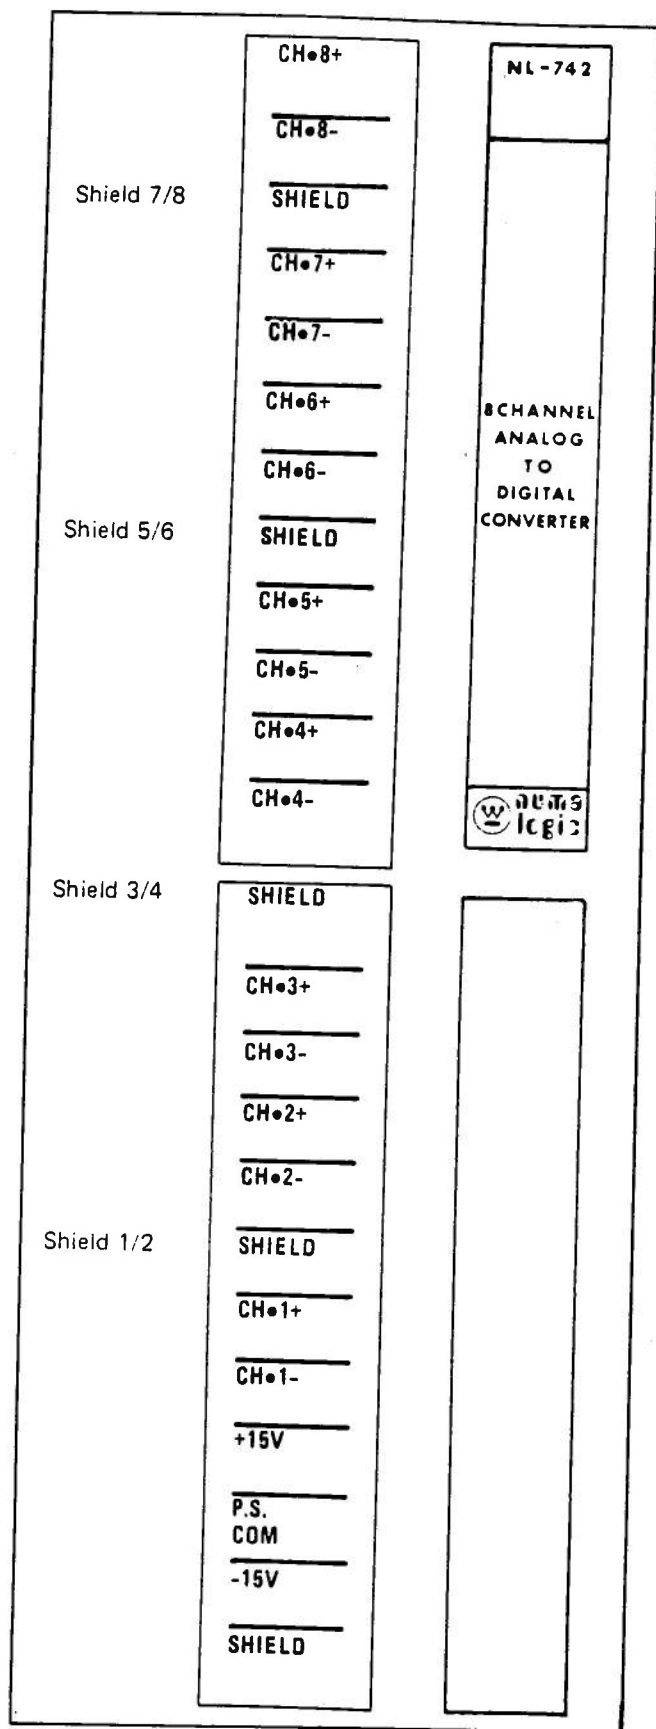 CH•8+
CH•8-
Shield 7/8
SHIELD
CH•7+
CH•7-
CH•6+
CH•6-
Shield 5/6
SHIELD
CH•5+
CH•5-
CH•4+
CH•4-
Shield 3/4
SHIELD
CH•3+
CH•3-
CH•2+
CH•2-
Shield 1/2
SHIELD
CH•1+
CH•1-
+15V
P.S.
COM
-15V
SHIELD
NL-742
8CHANNEL
ANALOG
TO
DIGITAL
CONVERTER
W
numa
logic